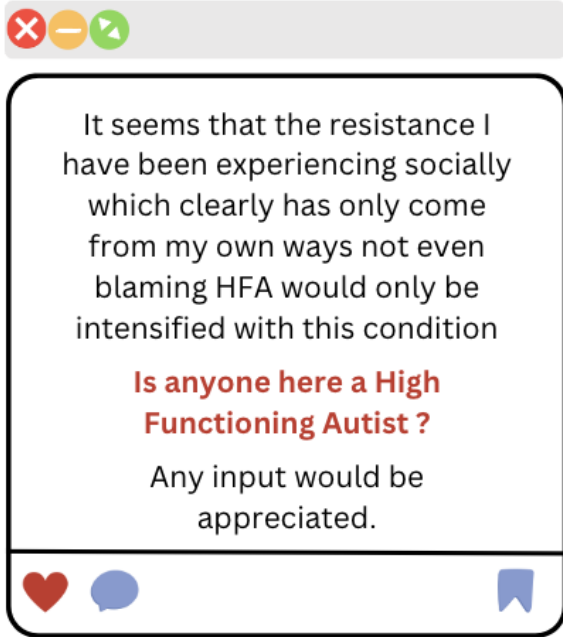 It seems that the resistance I
have been experiencing socially
which clearly has only come
from my own ways not even
blaming HFA would only be
intensified with this condition
Is anyone here a High
Functioning Autist ?
Any input would be
appreciated.